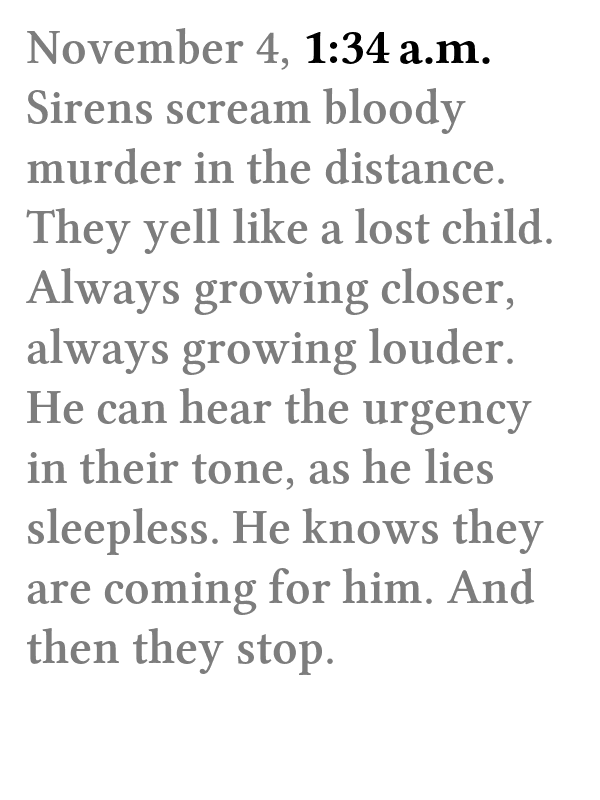 November 4, 1:34 a.m.
Sirens scream bloody
murder in the distance.
They yell like a lost child.
Always growing closer,
always growing louder.
He can hear the urgency
in their tone, as he lies
sleepless. He knows they
are coming for him. And
then they stop.